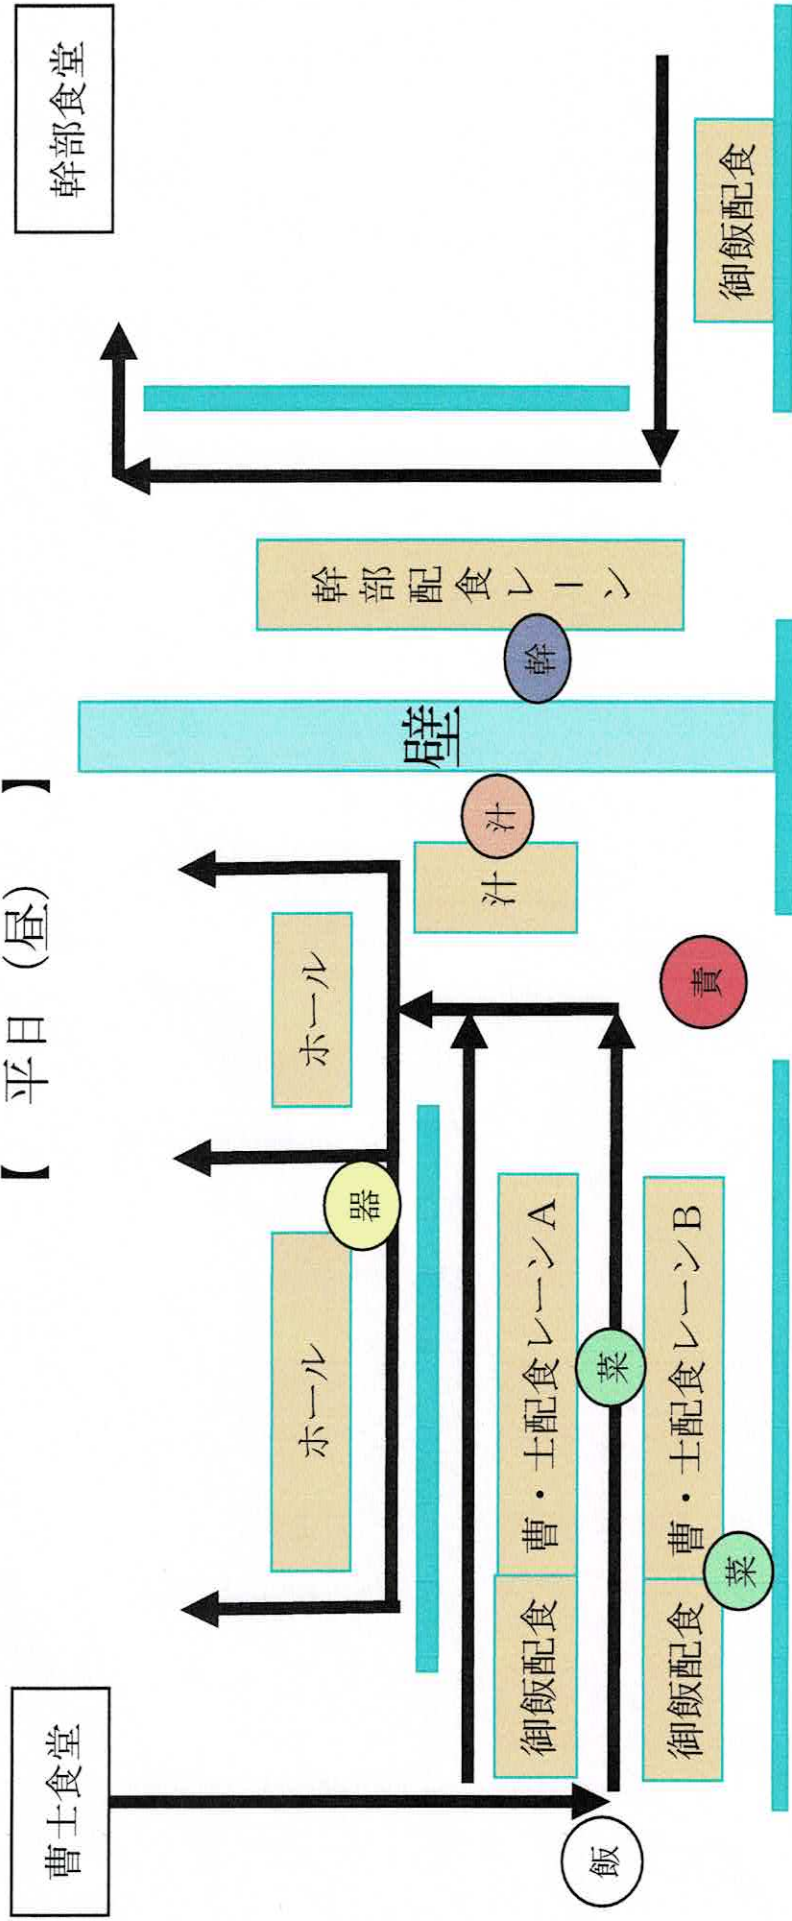 【 平日（昼） 】
曹士食堂
幹部食堂
ホール
ホール
器
御飯配食
曹・士配食レーンA
菜
御飯配食
曹・士配食レーンB
菜
飯
責
汁
汁
壁
幹部配食レーン
幹
御飯配食